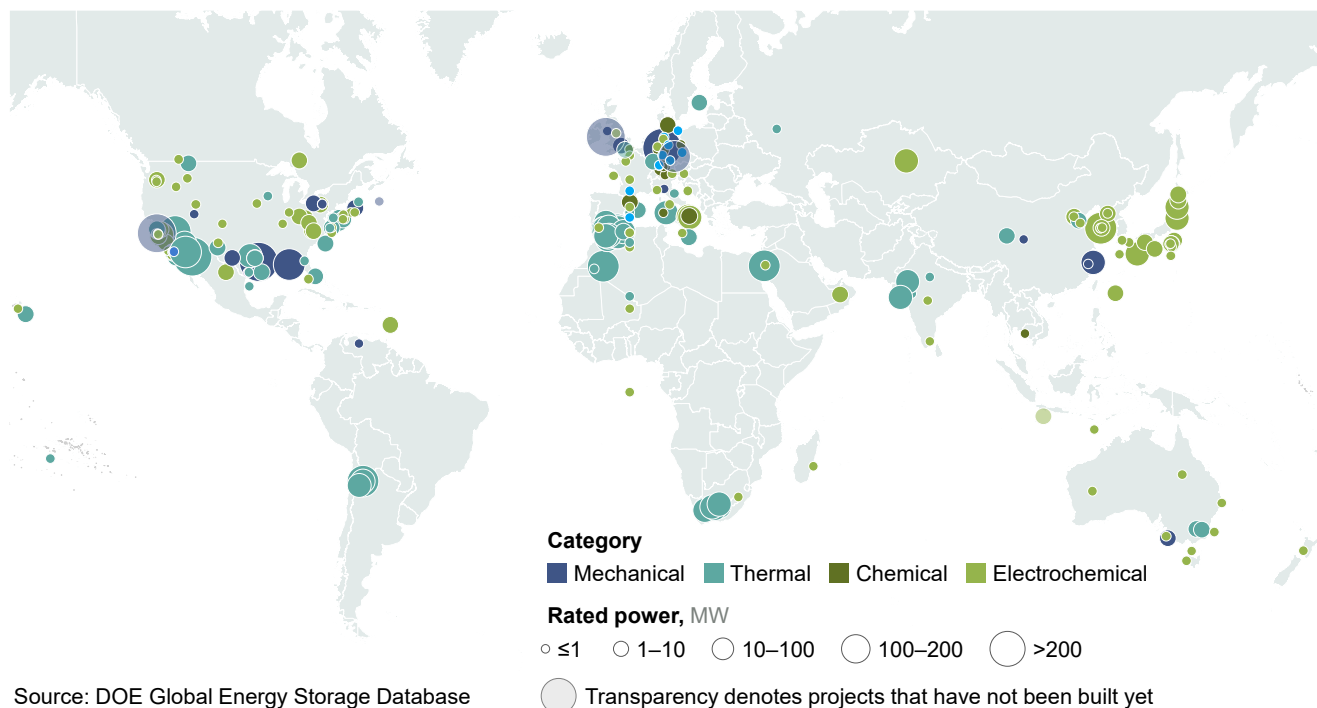 Category
Mechanical Thermal Chemical Electrochemical
Rated power, MW
≤1 1–10 10–100 100–200 >200
Source: DOE Global Energy Storage Database
Transparency denotes projects that have not been built yet